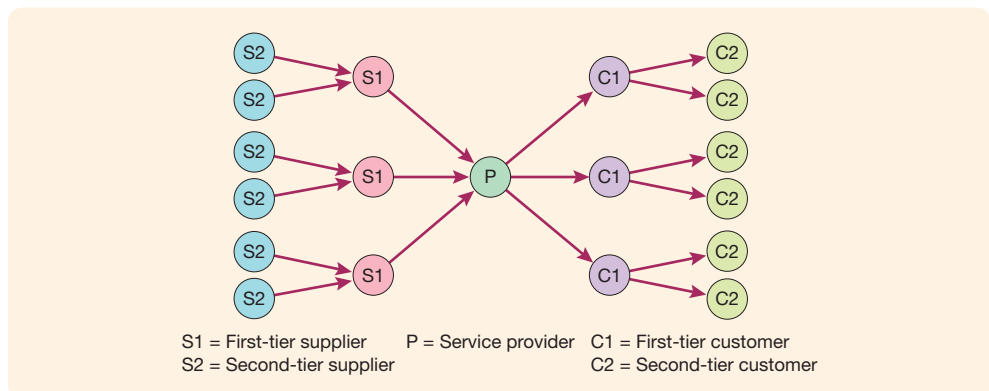 S2
S2
S1
S2
S2
S1
S2
S2
S1
P
C1
C2
C2
C1
C2
C2
C1
C2
C2
S1 = First-tier supplier
S2 = Second-tier supplier
P = Service provider
C1 = First-tier customer
C2 = Second-tier customer